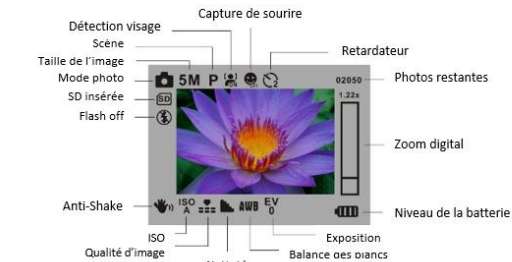 Capture de sourire
Détection visage
Scène
Retardateur
Taille de l'image
Mode photo
Photos restantes
SD insérée
Flash off
5M P ON 2 02050
SD
1.22x
Zoom digital
Anti-Shake
ISO A
AWB
EV 0
Niveau de la batterie
ISO
Exposition
Qualité d'image
Balance des blancs